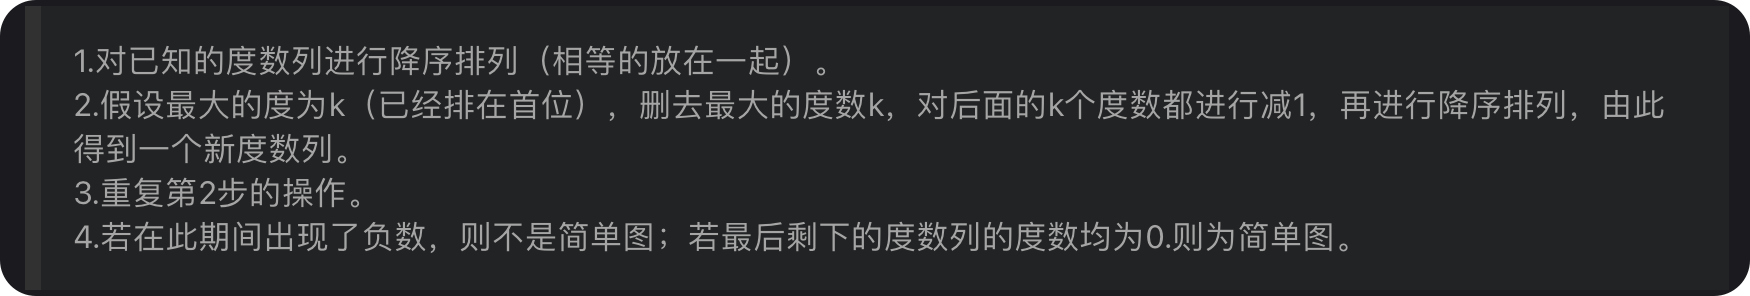 1.对已知的度数列进行降序排列（相等的放在一起）。
2.假设最大的度为k（已经排在首位），删去最大的度数k，对后面的k个度数都进行减1，再进行降序排列，由此
得到一个新度数列。
3.重复第2步的操作。
4.若在此期间出现了负数，则不是简单图；若最后剩下的度数列的度数均为0.则为简单图。